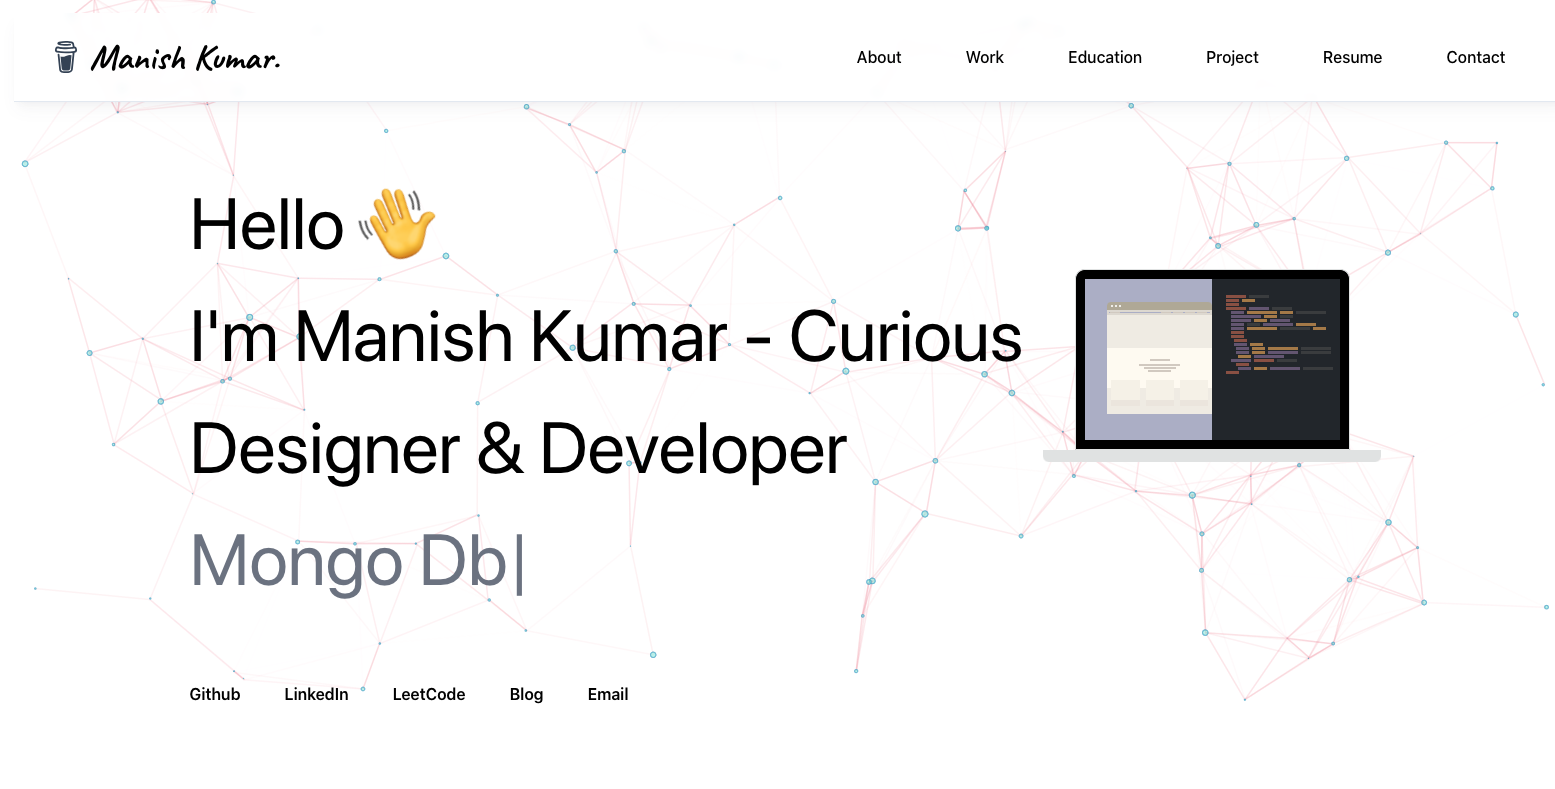 Manish Kumar.
About Work Education Project Resume Contact
Hello 👋
I'm Manish Kumar - Curious
Designer & Developer
Mongo Db|
Github LinkedIn LeetCode Blog Email